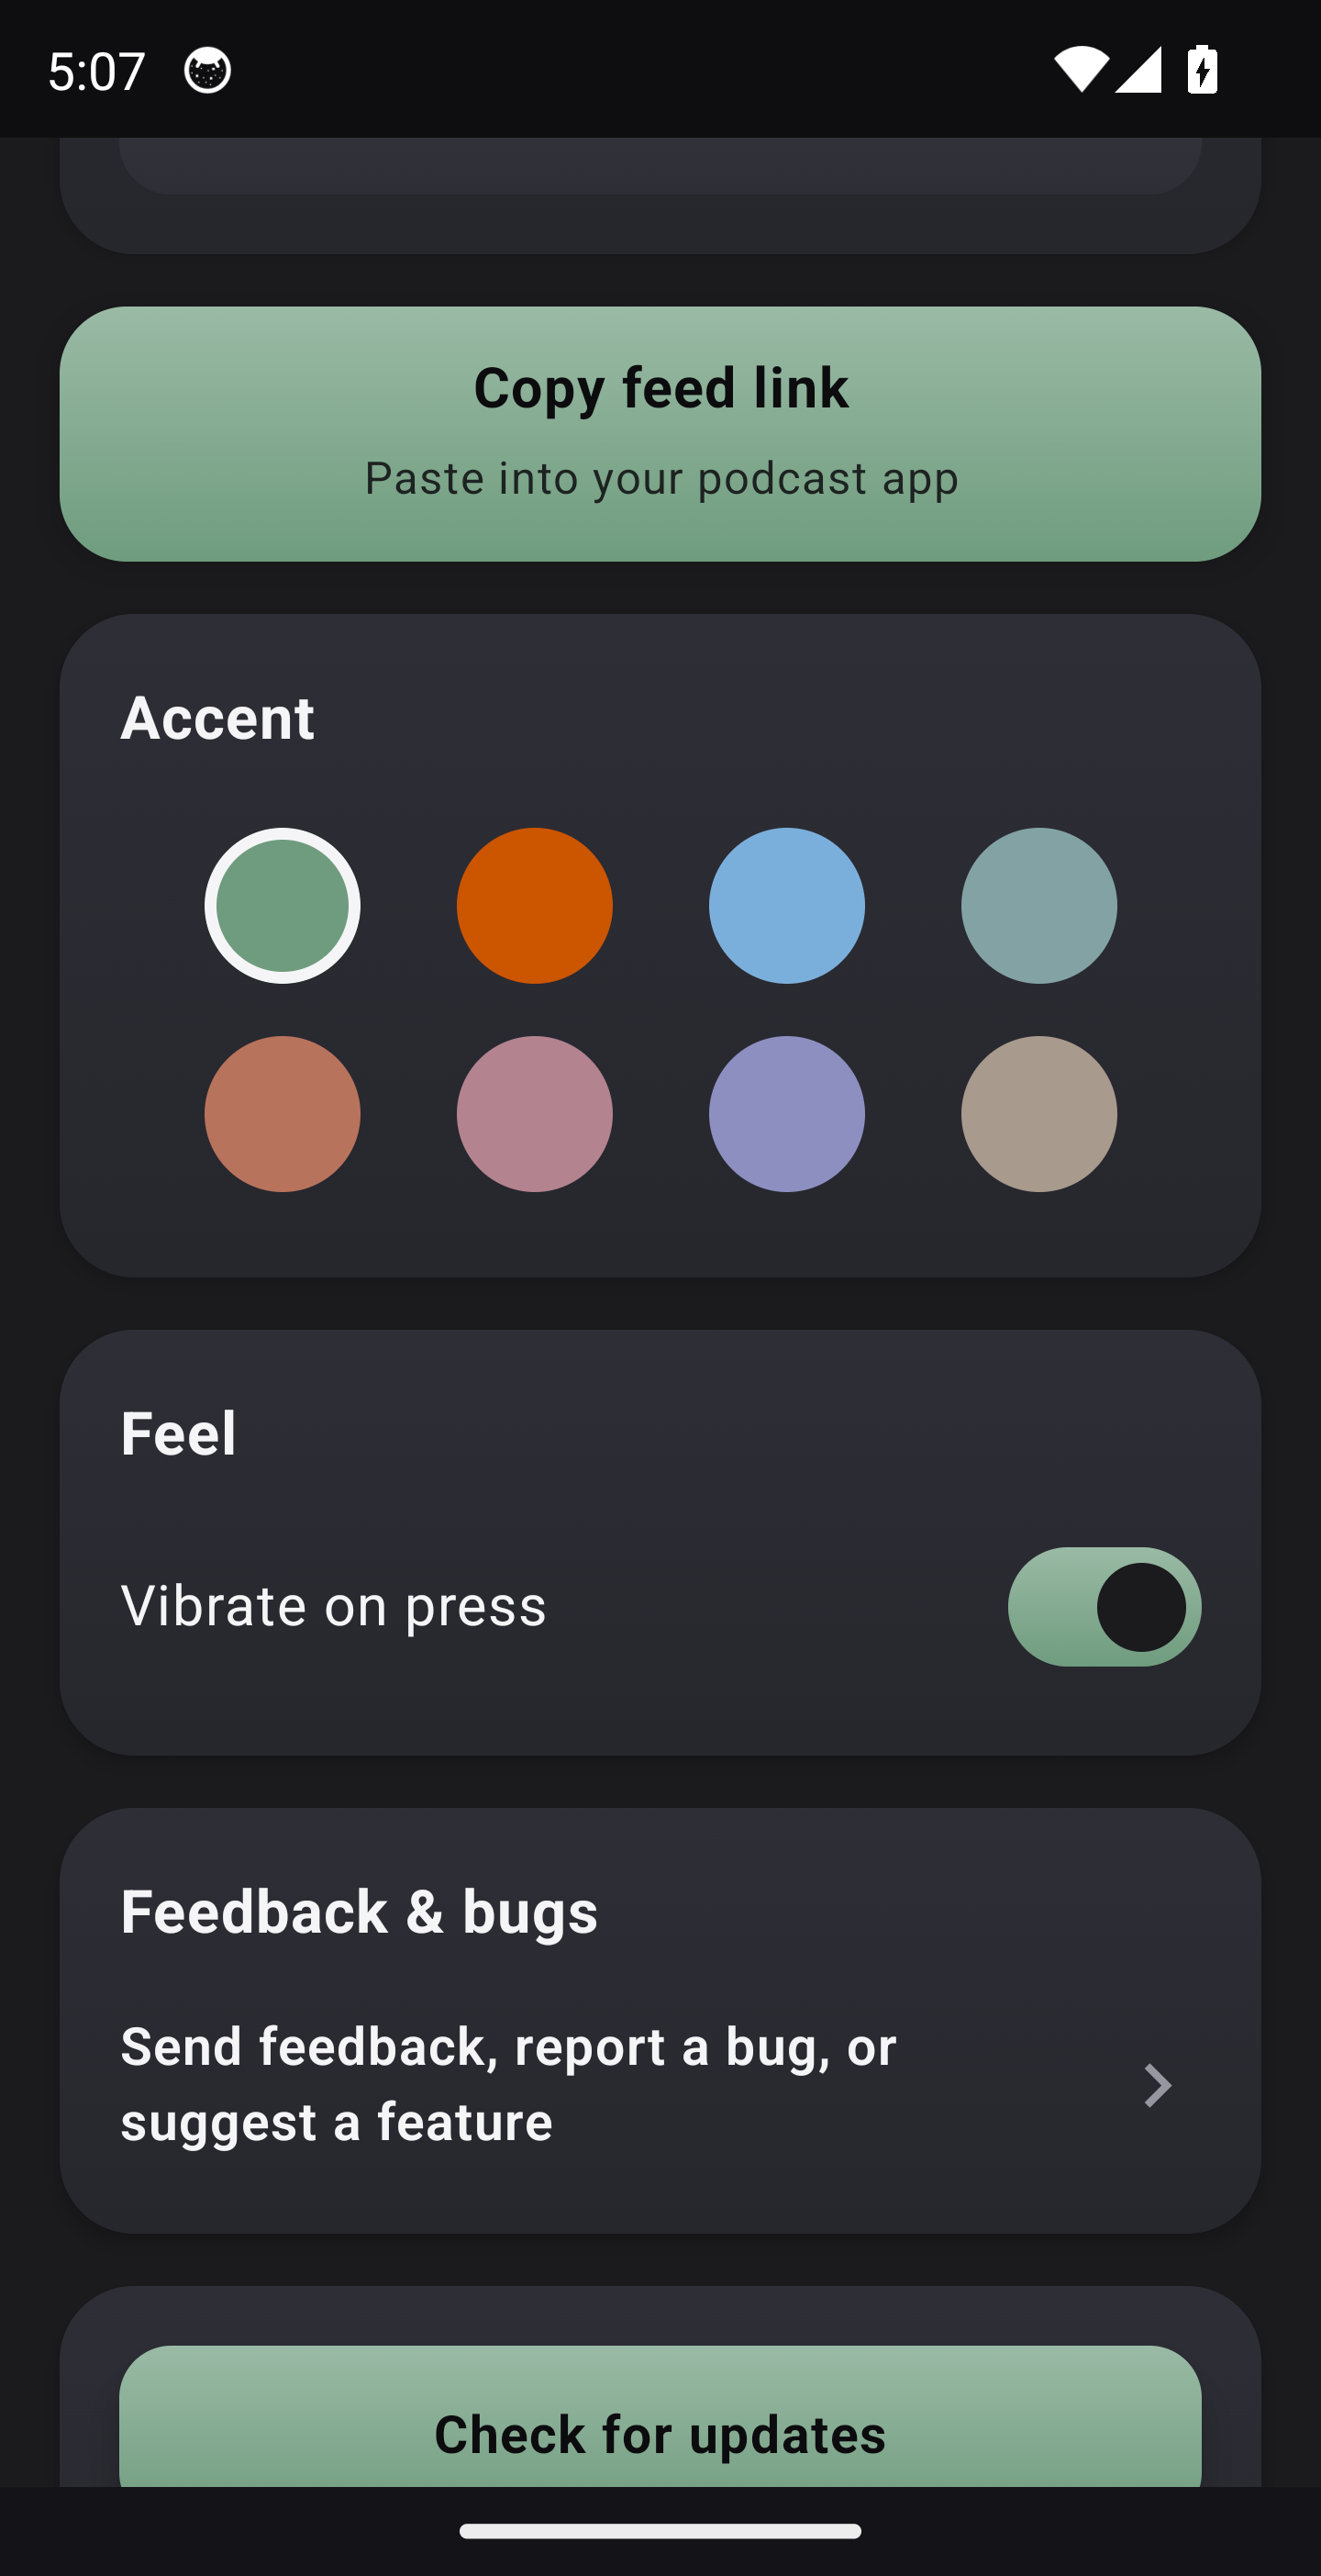 5:07
Copy feed link
Paste into your podcast app
Accent
Feel
Vibrate on press
Feedback & bugs
Send feedback, report a bug, or
suggest a feature
Check for updates